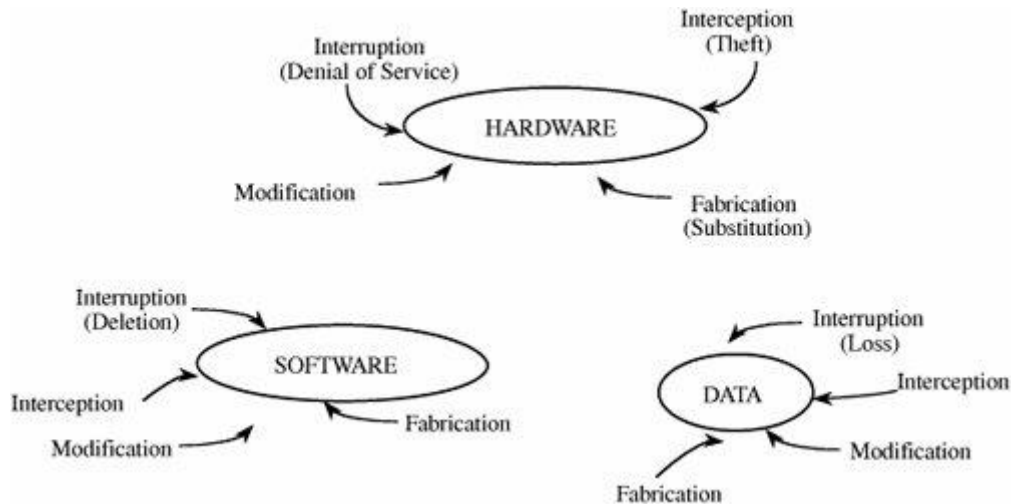 Interruption
(Denial of Service)
Interception
(Theft)
HARDWARE
Modification
Fabrication
(Substitution)
Interruption
(Deletion)
SOFTWARE
Interception
Modification
Fabrication
Interruption
(Loss)
DATA
Interception
Modification
Fabrication